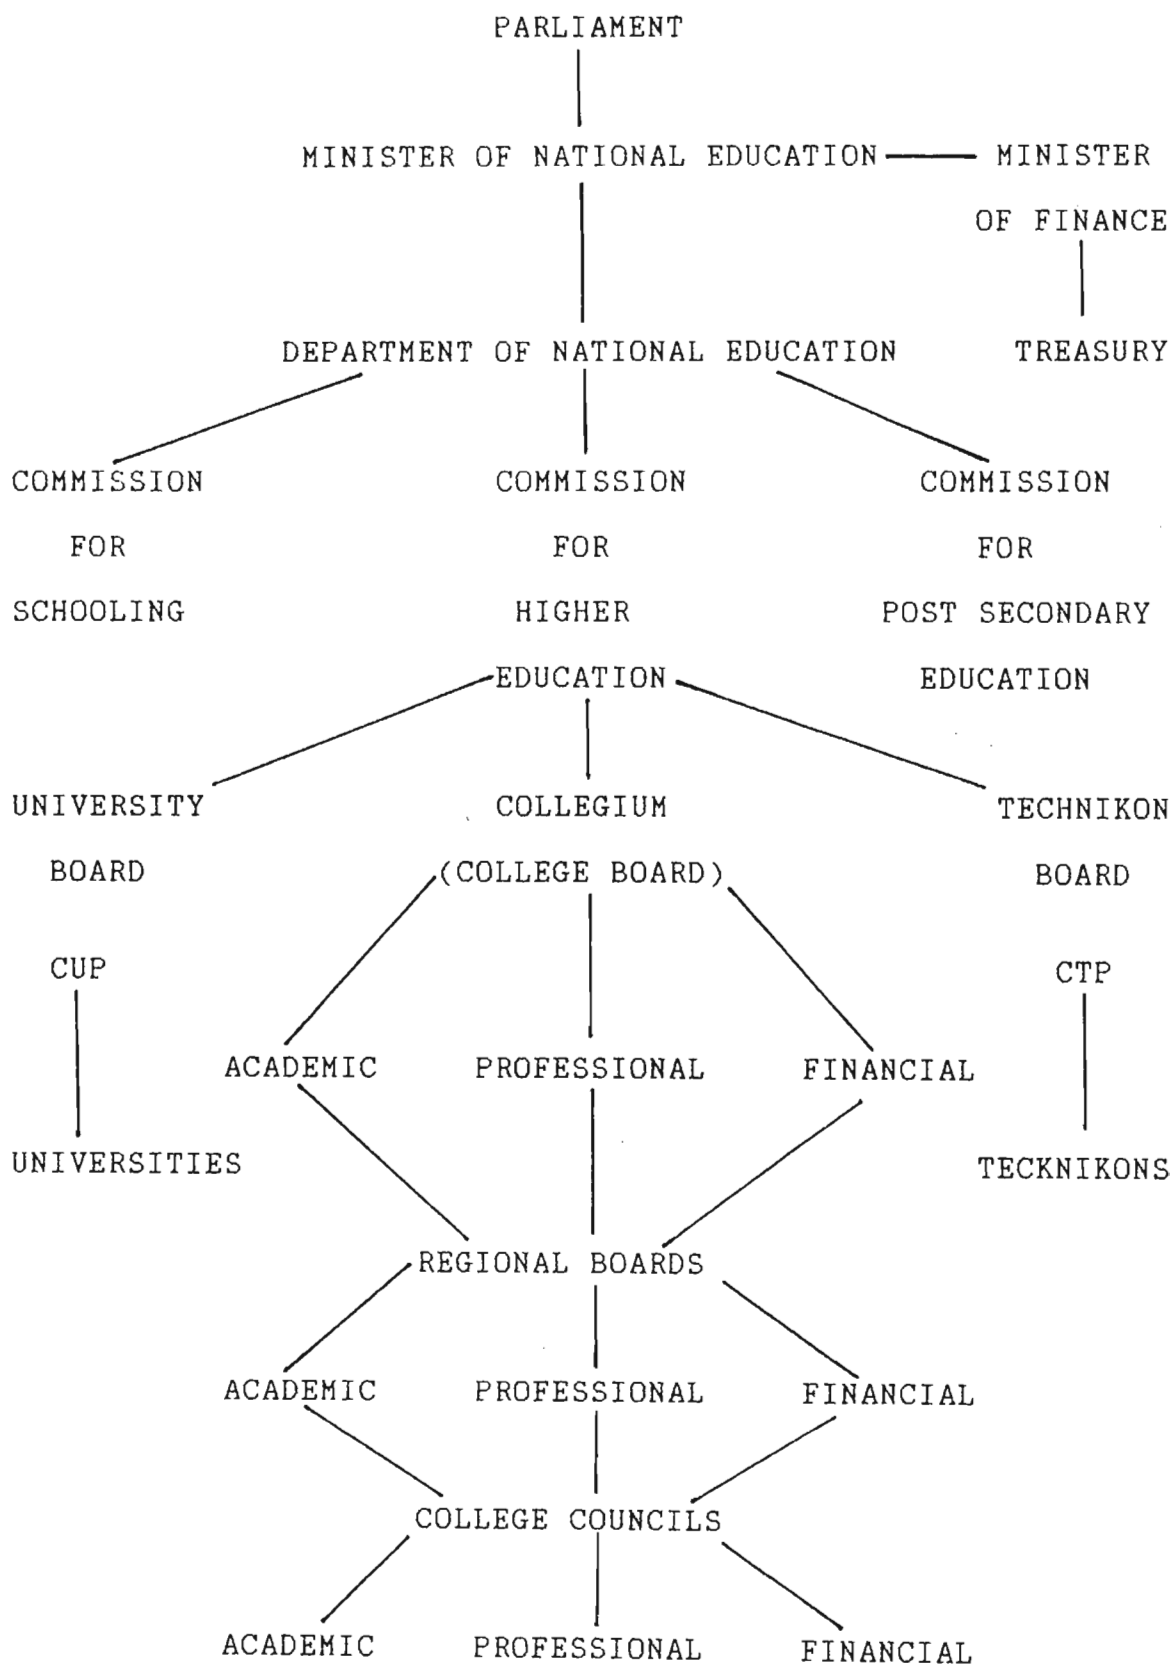 PARLIAMENT
MINISTER OF NATIONAL EDUCATION MINISTER
OF FINANCE
DEPARTMENT OF NATIONAL EDUCATION TREASURY
COMMISSION COMMISSION COMMISSION
FOR FOR FOR
SCHOOLING HIGHER POST SECONDARY
EDUCATION EDUCATION
UNIVERSITY COLLEGIUM TECHNIKON
BOARD (COLLEGE BOARD) BOARD
CUP CTP
ACADEMIC PROFESSIONAL FINANCIAL
UNIVERSITIES TECKNIKONS
REGIONAL BOARDS
ACADEMIC PROFESSIONAL FINANCIAL
COLLEGE COUNCILS
ACADEMIC PROFESSIONAL FINANCIAL